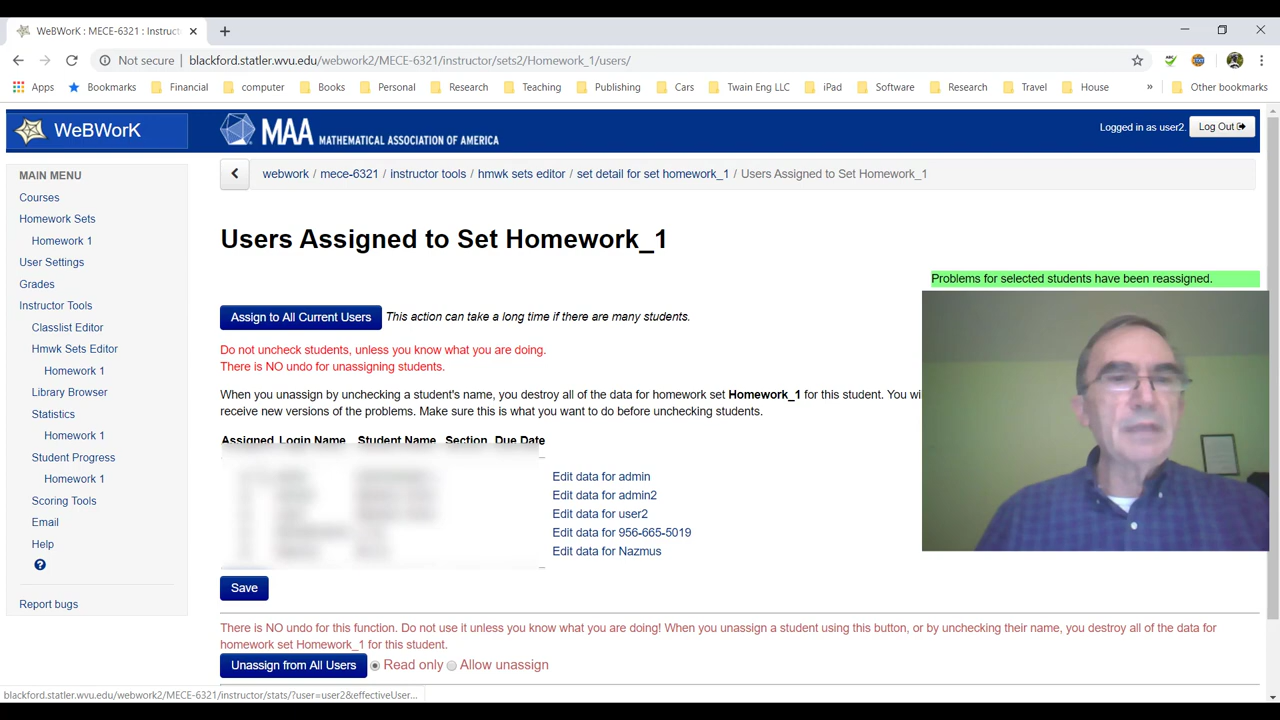 WeBWorK : MECE-6321 : Instruct
Not secure | blackford.statler.wvu.edu/webwork2/MECE-6321/instructor/sets2/Homework_1/users/
Apps Bookmarks Financial computer Books Personal Research Teaching Publishing Cars Twain Eng LLC iPad Software Research Travel House » Other bookmarks
WeBWorK
MAA MATHEMATICAL ASSOCIATION OF AMERICA
Logged in as user2. Log Out
MAIN MENU
Courses
Homework Sets
Homework 1
User Settings
Grades
Instructor Tools
Classlist Editor
Hmwk Sets Editor
Homework 1
Library Browser
Statistics
Homework 1
Student Progress
Homework 1
Scoring Tools
Email
Help
?
Report bugs
webwork / mece-6321 / instructor tools / hmwk sets editor / set detail for set homework_1 / Users Assigned to Set Homework_1
Users Assigned to Set Homework_1
Problems for selected students have been reassigned.
Assign to All Current Users This action can take a long time if there are many students.
Do not uncheck students, unless you know what you are doing.
There is NO undo for unassigning students.
When you unassign by unchecking a student's name, you destroy all of the data for homework set Homework_1 for this student. You wi
receive new versions of the problems. Make sure this is what you want to do before unchecking students.
Assigned Login Name Student Name Section Due Date
Edit data for admin
Edit data for admin2
Edit data for user2
Edit data for 956-665-5019
Edit data for Nazmus
Save
There is NO undo for this function. Do not use it unless you know what you are doing! When you unassign a student using this button, or by unchecking their name, you destroy all of the data for
homework set Homework_1 for this student.
Unassign from All Users Read only Allow unassign
blackford.statler.wvu.edu/webwork2/MECE-6321/instructor/stats/?user=user2&effectiveUser...